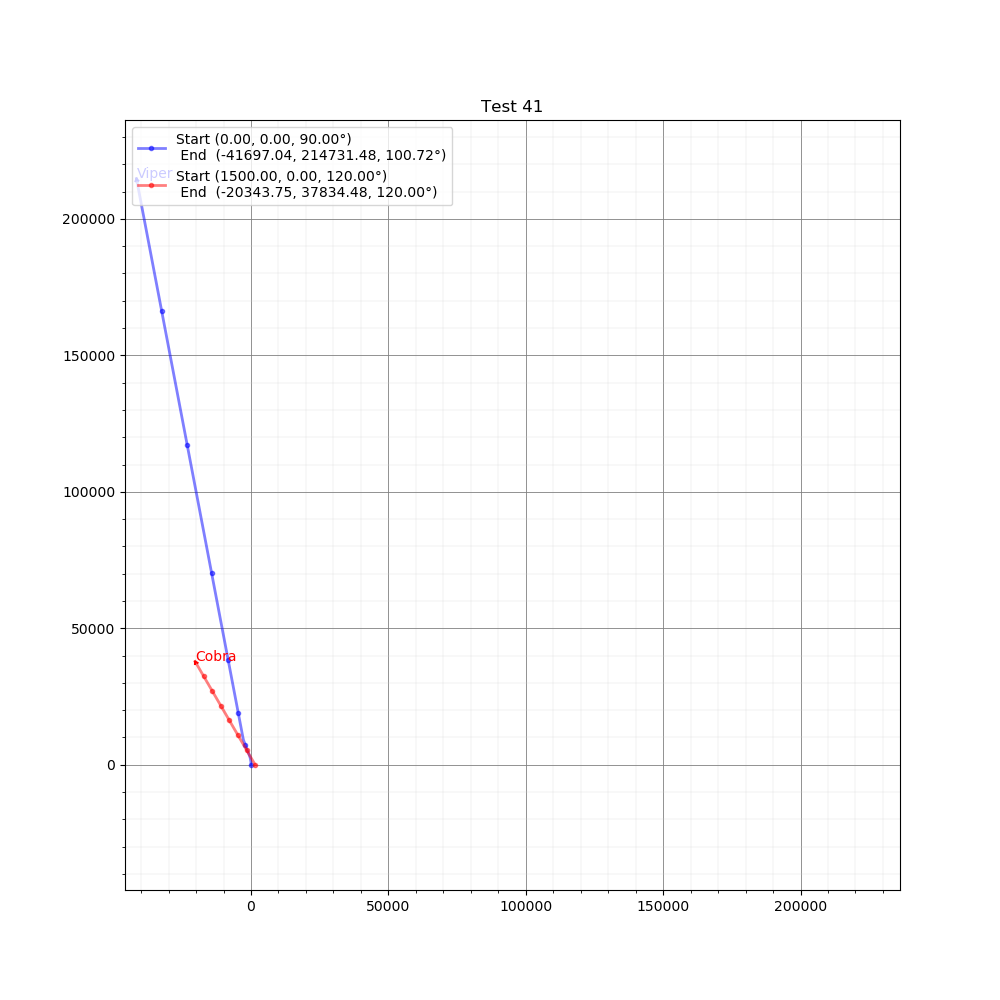 Test 41
Start (0.00, 0.00, 90.00°)
End  (-41697.04, 214731.48, 100.72°)
Start (1500.00, 0.00, 120.00°)
End  (-20343.75, 37834.48, 120.00°)
Viper
200000
150000
100000
50000
Cobra
0
0 50000 100000 150000 200000